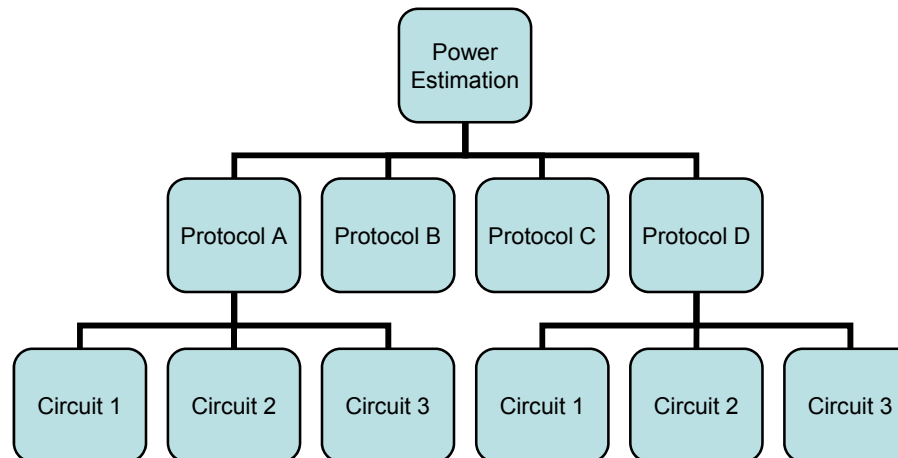 Power
Estimation
Protocol A
Protocol B
Protocol C
Protocol D
Circuit 1
Circuit 2
Circuit 3
Circuit 1
Circuit 2
Circuit 3